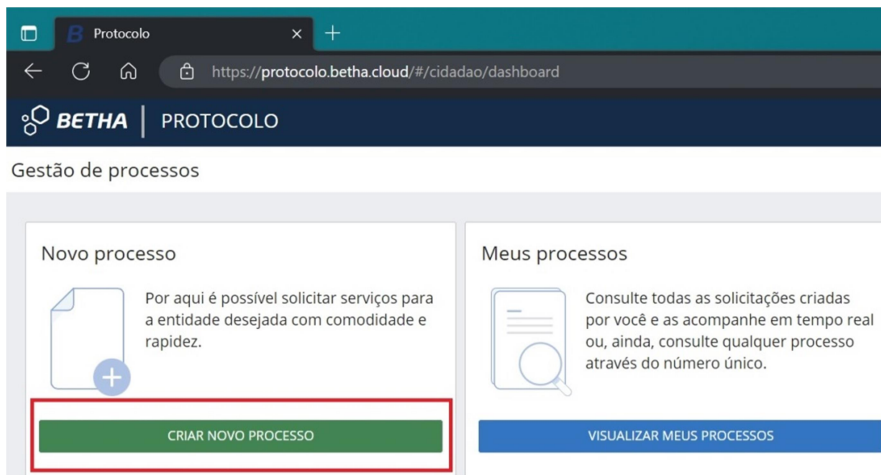 Protocolo
https://protocolo.betha.cloud/#/cidadao/dashboard
BETHA | PROTOCOLO
Gestão de processos
Novo processo
Por aqui é possível solicitar serviços para
a entidade desejada com comodidade e
rapidez.
CRIAR NOVO PROCESSO
Meus processos
Consulte todas as solicitações criadas
por você e as acompanhe em tempo real
ou, ainda, consulte qualquer processo
através do número único.
VISUALIZAR MEUS PROCESSOS